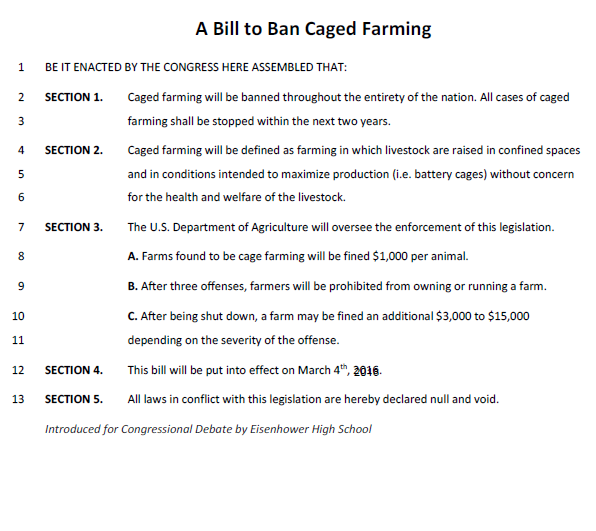 A Bill to Ban Caged Farming
1 BE IT ENACTED BY THE CONGRESS HERE ASSEMBLED THAT:
2 SECTION 1. Caged farming will be banned throughout the entirety of the nation. All cases of caged
3 farming shall be stopped within the next two years.
4 SECTION 2. Caged farming will be defined as farming in which livestock are raised in confined spaces
5 and in conditions intended to maximize production (i.e. battery cages) without concern
6 for the health and welfare of the livestock.
7 SECTION 3. The U.S. Department of Agriculture will oversee the enforcement of this legislation.
8 A. Farms found to be cage farming will be fined $1,000 per animal.
9 B. After three offenses, farmers will be prohibited from owning or running a farm.
10 C. After being shut down, a farm may be fined an additional $3,000 to $15,000
11 depending on the severity of the offense.
12 SECTION 4. This bill will be put into effect on March 4th,
13 SECTION 5. All laws in conflict with this legislation are hereby declared null and void.
Introduced for Congressional Debate by Eisenhower High School